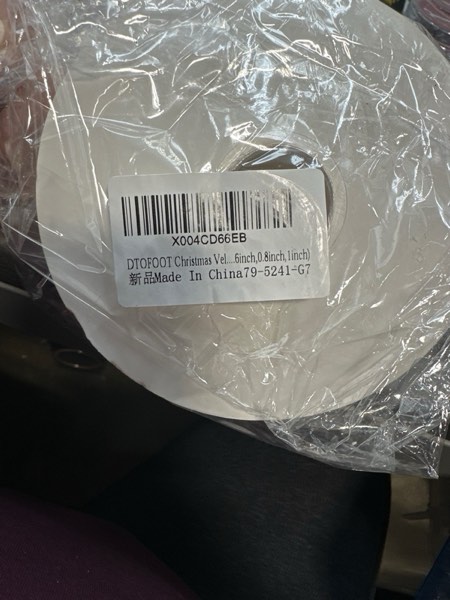 X004CD66EB
DTOFOOT Christmas Vel....6inch,0.8inch,1inch)
新品Made In China79-5241-G7